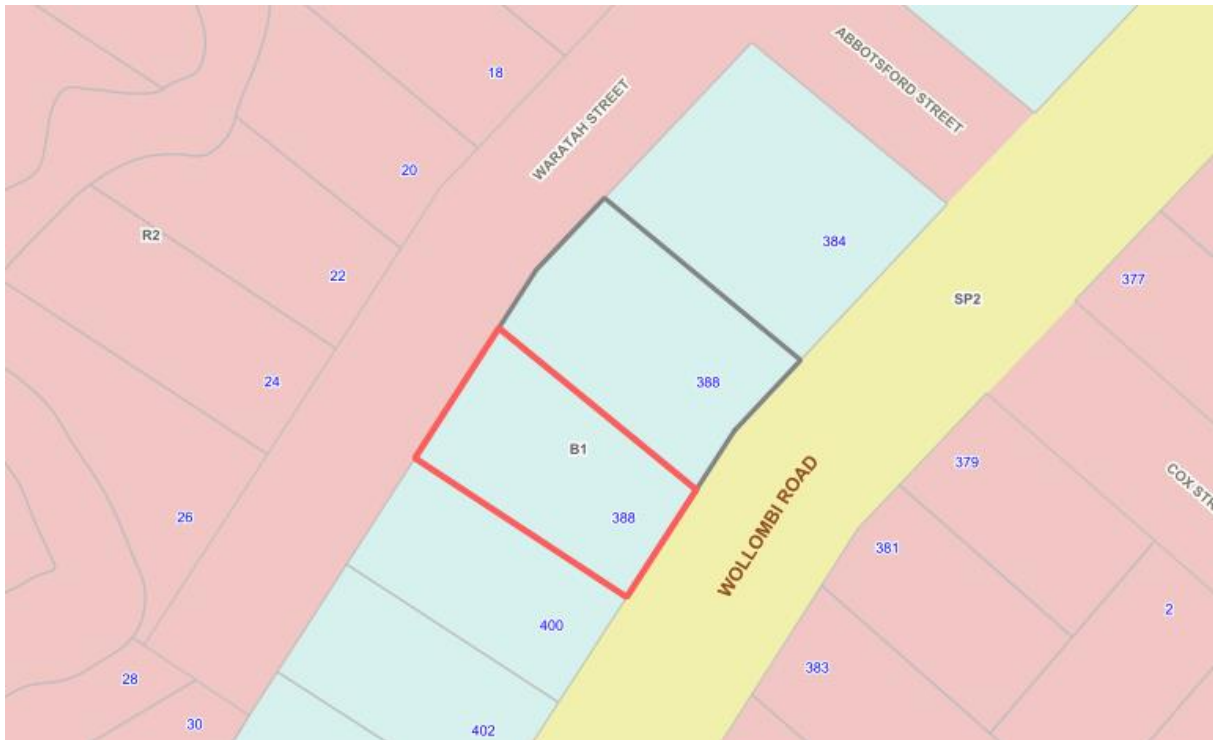 18
ABBOTSFORD STREET
WARATAH STREET
20
R2
384
22
377
SP2
24
388
B1
379
COX STR
26
388
WOLLOMBI ROAD
381
400
2
383
28
30
402